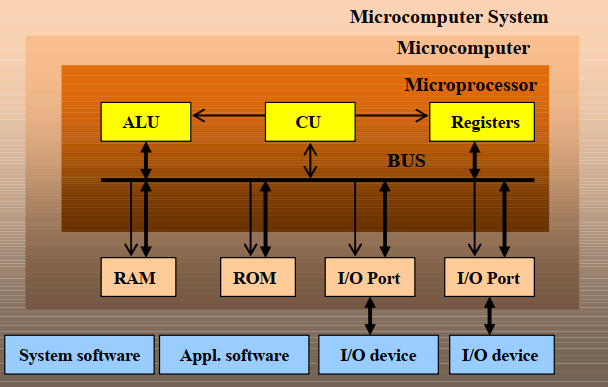 Microcomputer System
Microcomputer
Microprocessor
ALU
CU
Registers
BUS
RAM
ROM
I/O Port
I/O Port
System software
Appl. software
I/O device
I/O device